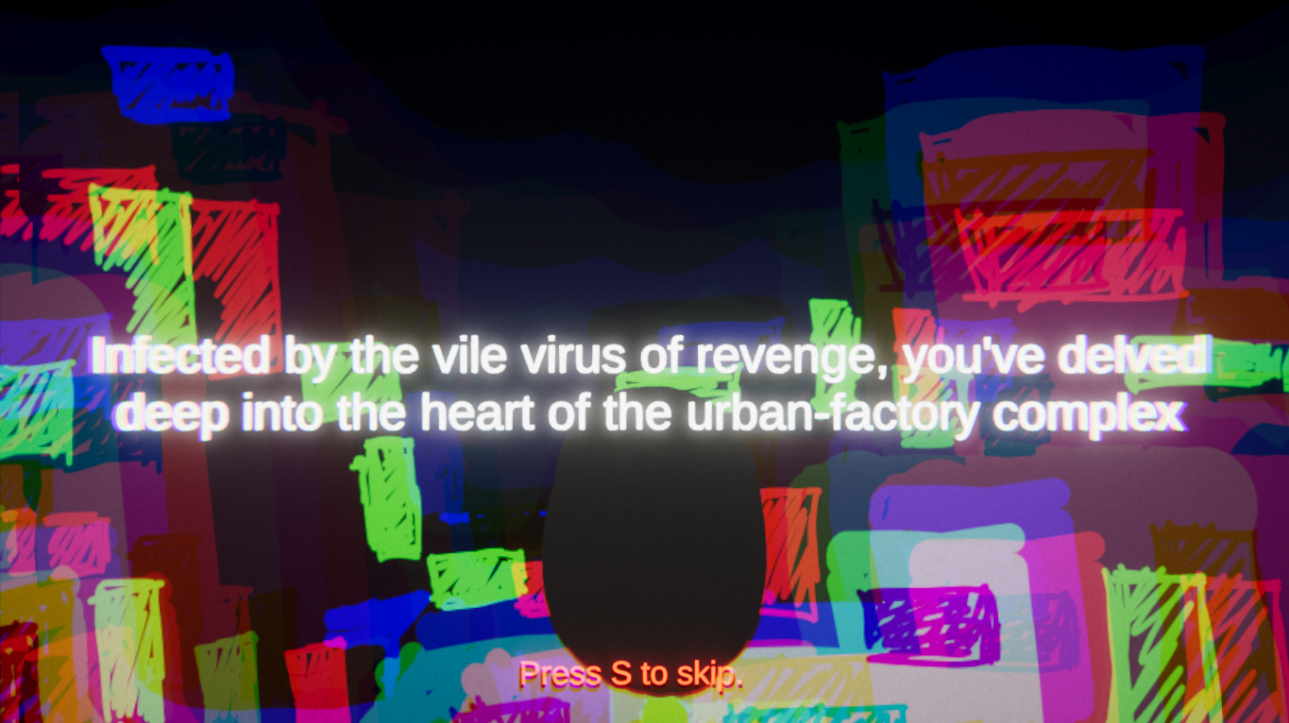 Infected by the vile virus of revenge, you've delved
deep into the heart of the urban-factory complex
Press S to skip.